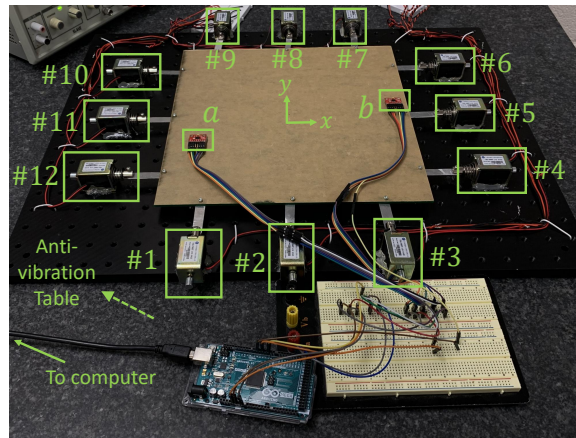 #9
#8
#7
#10
#6
y
#11
a
b
x
#5
#12
#4
#1
#2
#3
Anti-
vibration
Table
To computer